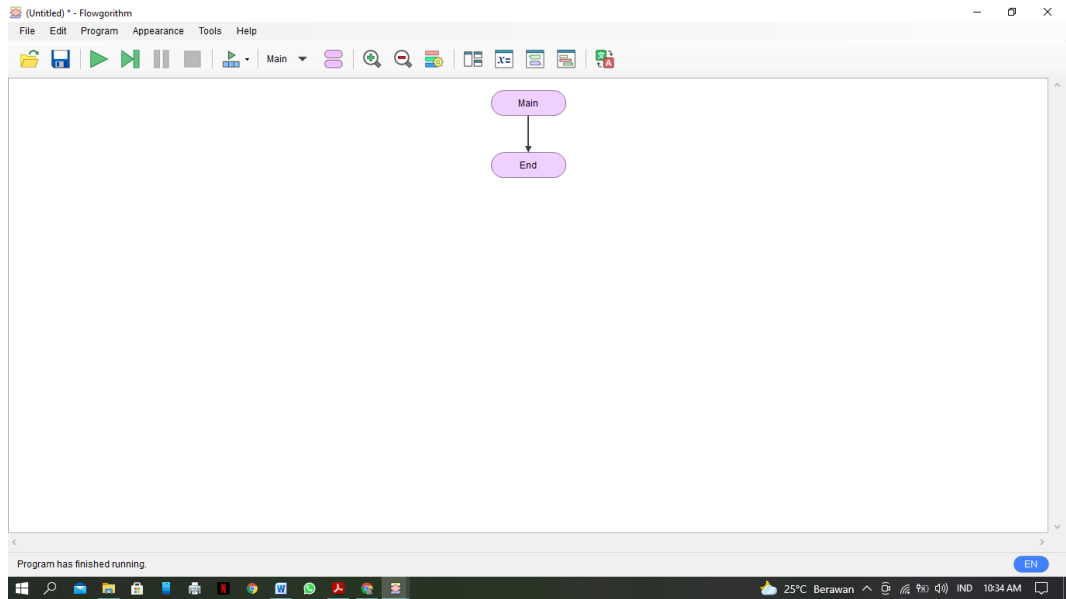 (Untitled) * - Flowgorithm
File Edit Program Appearance Tools Help
Main
Main
End
Program has finished running.
EN
25°C Berawan IND 10:34 AM